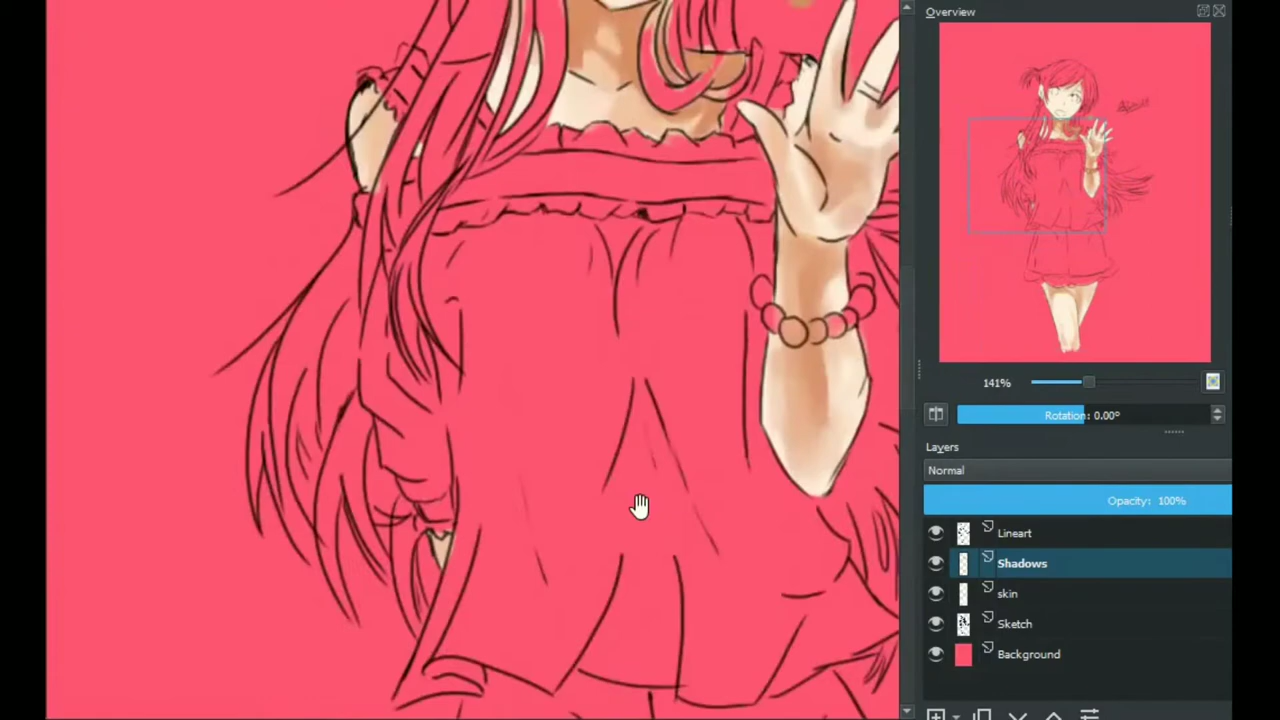 Overview
141%
Rotation: 0.00°
Layers
Normal
Opacity: 100%
Lineart
Shadows
skin
Sketch
Background